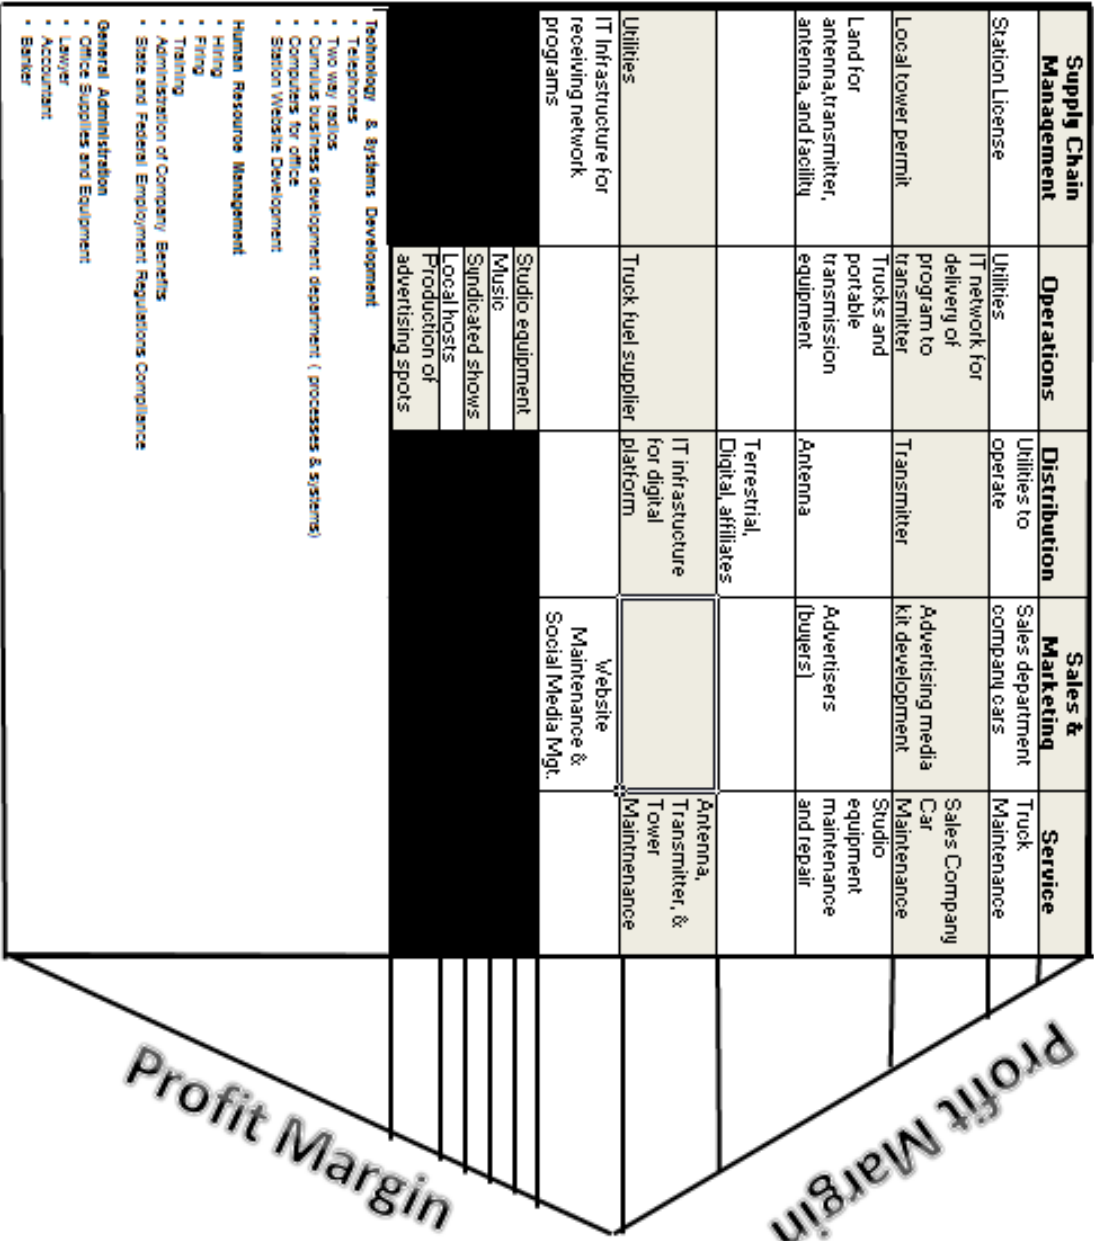 Supply Chain
Management
Operations
Distribution
Sales &
Marketing
Service
Station License
Utilities
Utilities to
operate
Sales department
company cars
Truck
Maintenance
Local tower permit
IT network for
delivery of
program to
transmitter
Transmitter
Advertising media
kit development
Sales Company
Car
Maintenance
Land for
antenna,transmitter,
antenna, and facility
Trucks and
portable
transmission
equipment
Antenna
Advertisers
(buyers)
Studio
equipment
maintenance
and repair
Terrestrial,
Digital, affiliates
Utilities
Truck fuel supplier
IT infrastucture
for digital
platform
Antenna,
Transmitter, &
Tower
Maintnenance
IT Infrastructure for
receiving network
programs
Website
Maintenance &
Social Media Mgt.
Studio equipment
Music
Syndicated shows
Local hosts
Production of
advertising spots
Technology & Systems Development
• Telephones
• Two way radios
• Cumulus business development department ( processes & systems)
• Computers for office
• Station Website Development
Human Resource Management
• Hiring
• Firing
• Training
• Administration of Company Benefits
• State and Federal Employment Regulations Compliance
General Administration
• Office Supplies and Equipment
• Lawyer
• Accountant
• Banker
Profit Margin
Profit Margin